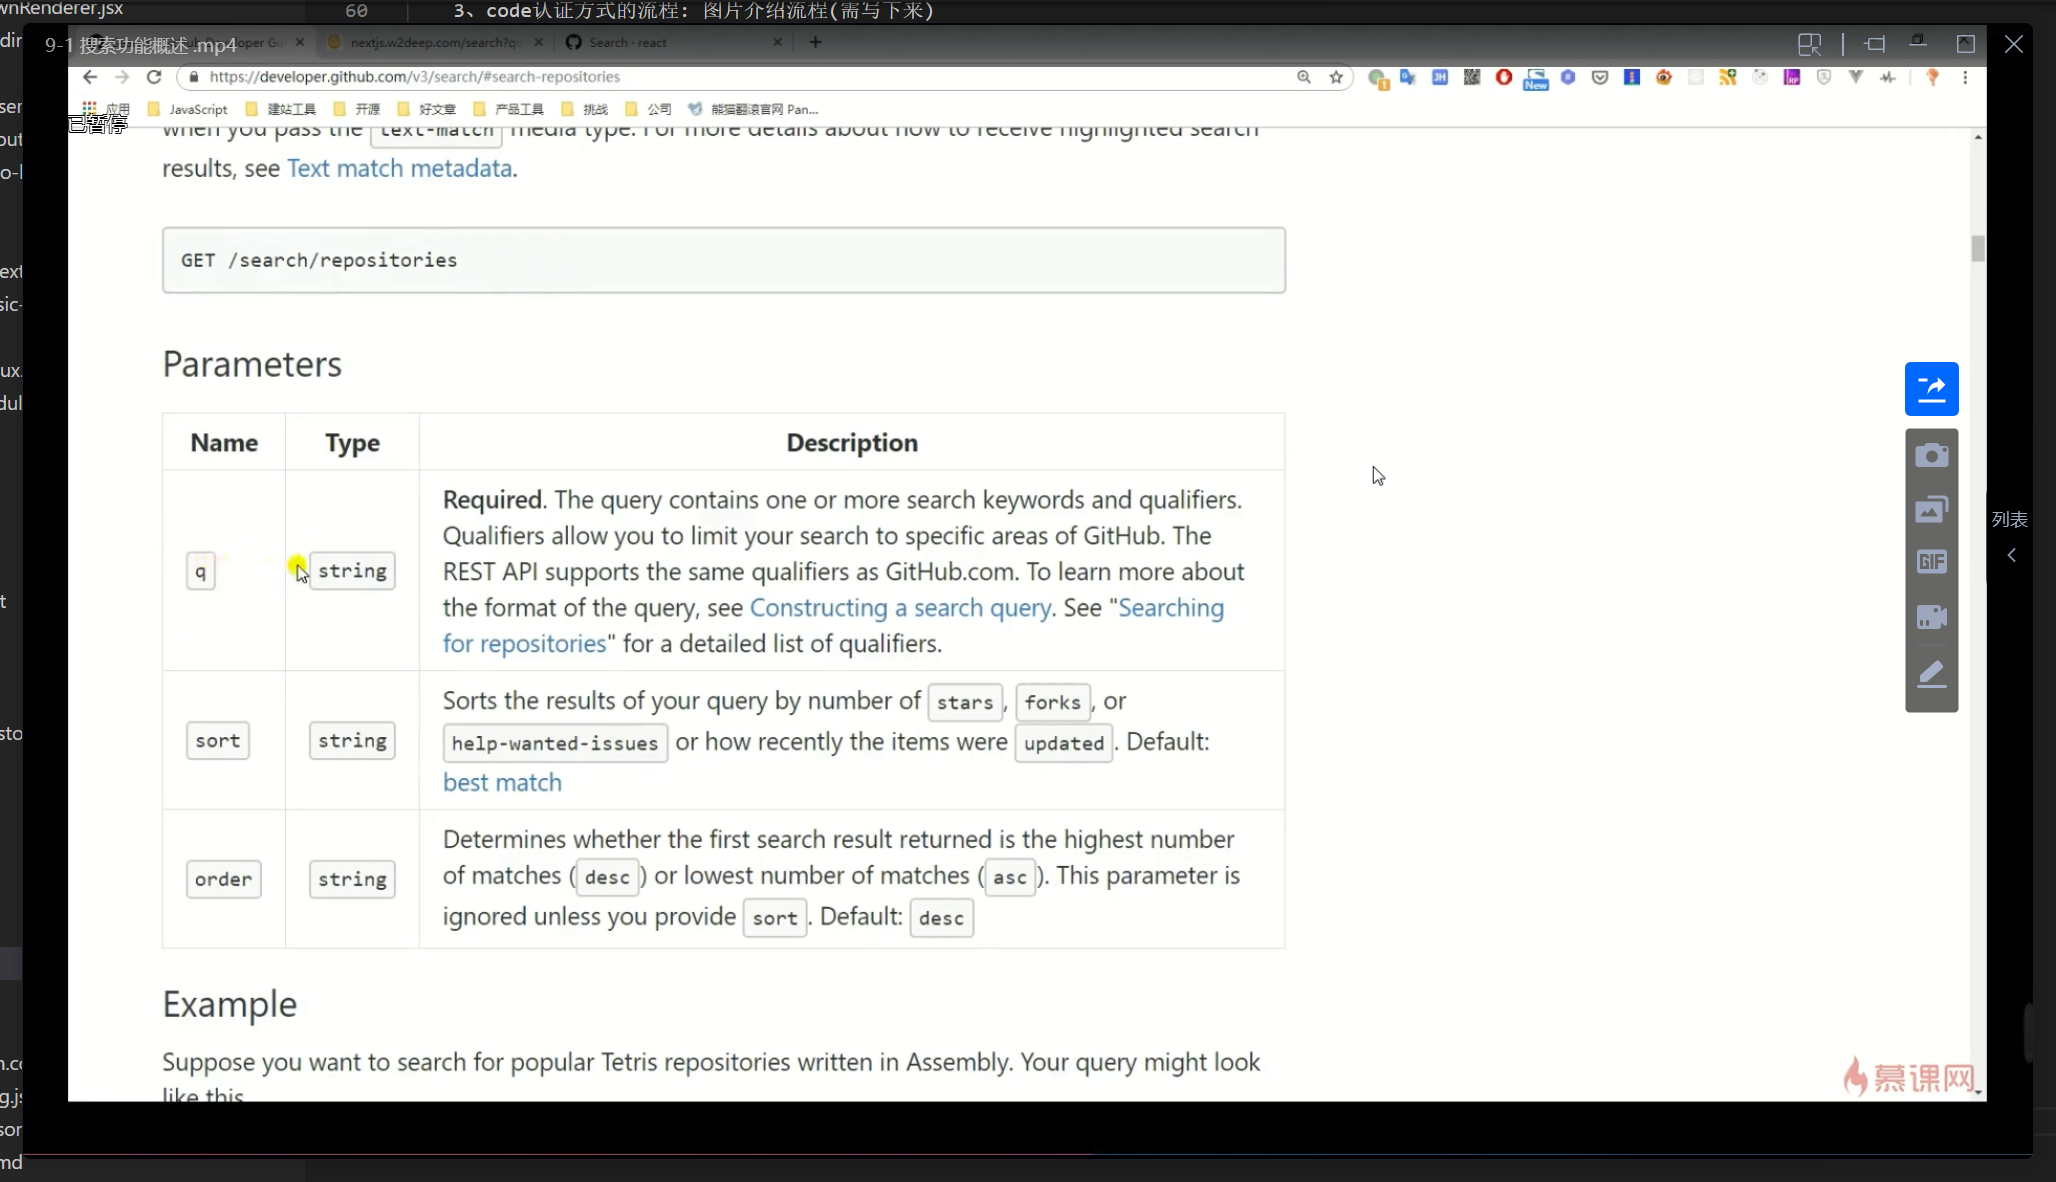 wnRenderer.jsx
60 3、code认证方式的流程: 图片介绍流程(需写下来)
9-1 搜索功能概述 .mp4
nextjs.w2deep.com/search?qu
Search · react
https://developer.github.com/v3/search/#search-repositories
New
应用 JavaScript 建站工具 开源 好文章 产品工具 挑战 公司 熊猫翻滚官网 Pan...
已暂停
when you pass the text-match media type. For more details about how to receive highlighted search
results, see Text match metadata.
GET /search/repositories
Parameters
Name Type Description
q string Required. The query contains one or more search keywords and qualifiers.
Qualifiers allow you to limit your search to specific areas of GitHub. The
REST API supports the same qualifiers as GitHub.com. To learn more about
the format of the query, see Constructing a search query. See "Searching
for repositories" for a detailed list of qualifiers.
sort string Sorts the results of your query by number of stars, forks, or
help-wanted-issues or how recently the items were updated. Default:
best match
order string Determines whether the first search result returned is the highest number
of matches (desc) or lowest number of matches (asc). This parameter is
ignored unless you provide sort. Default: desc
Example
Suppose you want to search for popular Tetris repositories written in Assembly. Your query might look
like this
GIF
列表
慕课网